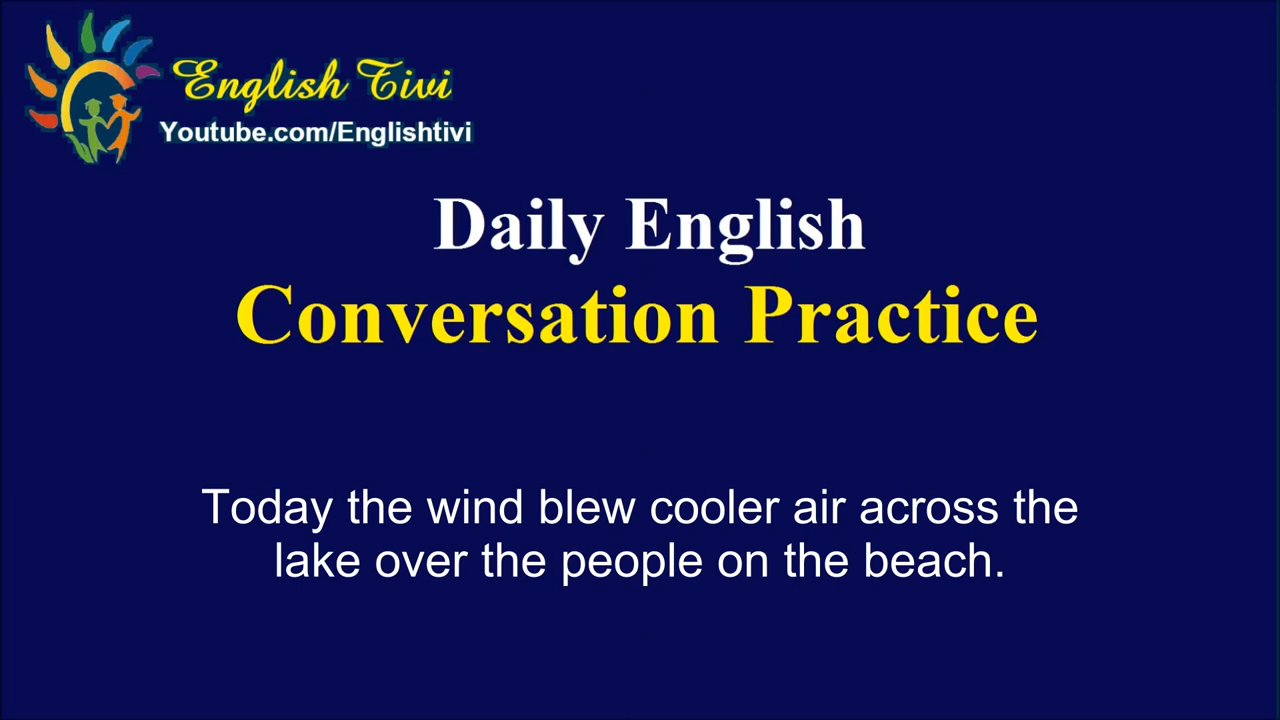 English Tivi
Youtube.com/Englishtivi
Daily English
Conversation Practice
Today the wind blew cooler air across the
lake over the people on the beach.